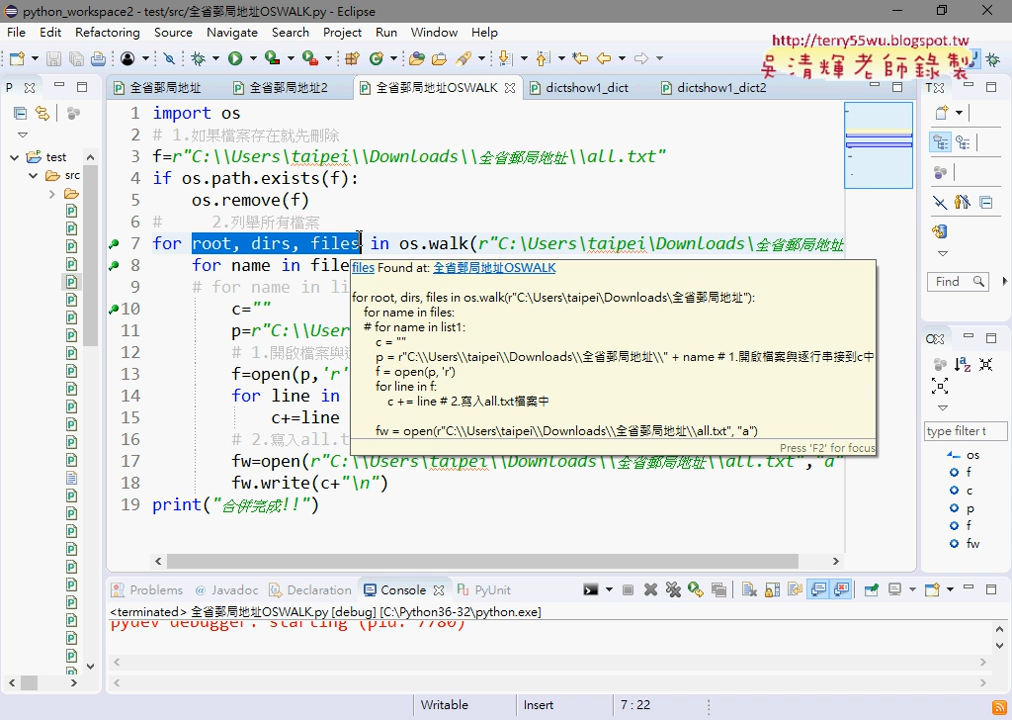 python_workspace2 - test/src/全省郵局地址OSWALK.py - Eclipse
File Edit Refactoring Source Navigate Search Project Run Window Help
http://terry55wu.blogspot.tw
吳清輝老師錄製
P
全省郵局地址 全省郵局地址2 全省郵局地址OSWALK dictshow1_dict dictshow1_dict2
test
src
1 import os
2 # 1.如果檔案存在就先刪除
3 f=r"C:\\Users\taipei\\Downloads\\全省郵局地址\\all.txt"
4 if os.path.exists(f):
5 os.remove(f)
6 # 2.列舉所有檔案
7 for root, dirs, files in os.walk(r"C:\Users\taipei\Downloads\全省郵局地址
8 for name in file
9 # for name in li
10 c=""
11 p=r"C:\\Us
12 # 1.開啟檔案與逐
13 f=open(p,'r'
14 for line in
15 c+=line
16 # 2.寫入all.t
17 fw=open(r"C:\\Users\taipei\\Downloads\\全省郵局地址\\all.txt","a"
18 fw.write(c+"\n")
19 print("合併完成!!")
files Found at: 全省郵局地址OSWALK
for root, dirs, files in os.walk(r"C:\Users\taipei\Downloads\全省郵局地址"):
for name in files:
# for name in list1:
c = ""
p = r"C:\\Users\\taipei\\Downloads\\全省郵局地址\\" + name # 1.開啟檔案與逐行串接到c中
f = open(p, 'r')
for line in f:
c += line # 2.寫入all.txt檔案中
fw = open(r"C:\\Users\taipei\\Downloads\\全省郵局地址\\all.txt", "a")
Press 'F2' for focus
Find
type filter t
os
f
c
p
f
fw
Problems Javadoc Declaration Console PyUnit
<terminated> 全省郵局地址OSWALK.py [debug] [C:\Python36-32\python.exe]
pydev debugger: starting (pid: 7780)
Writable Insert 7 : 22